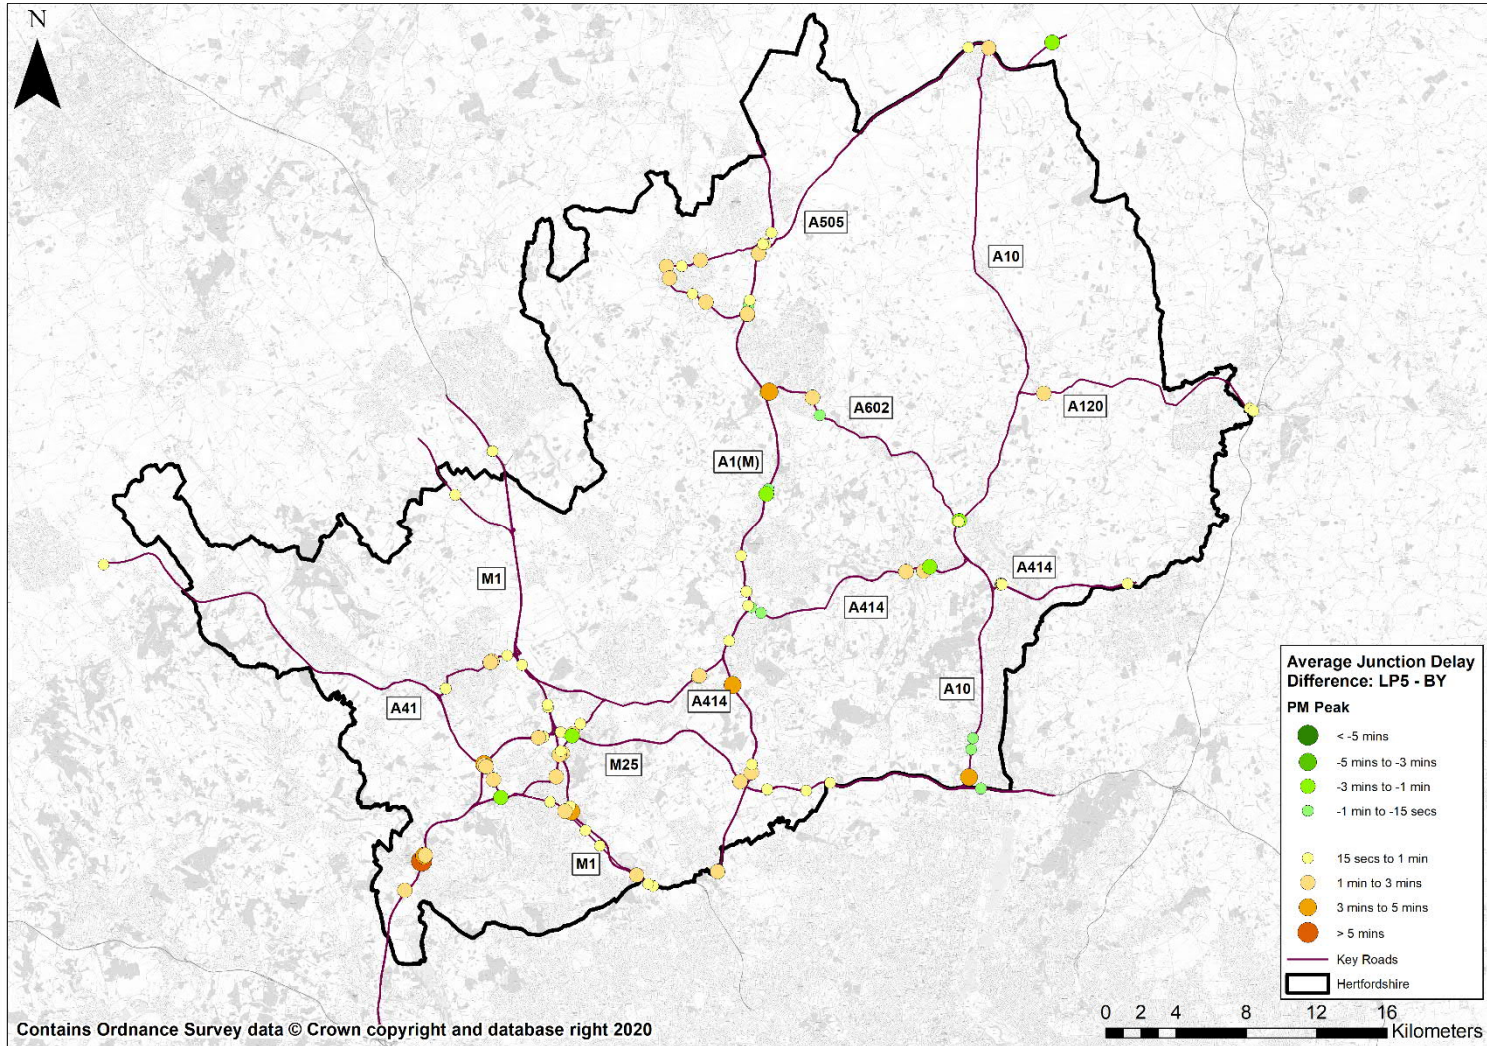 N
A505
A10
A602
A120
A1(M)
M1
A414
A414
A41
A414
A10
M25
M1
Average Junction Delay
Difference: LP5 - BY
PM Peak
< -5 mins
-5 mins to -3 mins
-3 mins to -1 min
-1 min to -15 secs
15 secs to 1 min
1 min to 3 mins
3 mins to 5 mins
> 5 mins
Key Roads
Hertfordshire
0 2 4 8 12 16
Kilometers
Contains Ordnance Survey data © Crown copyright and database right 2020